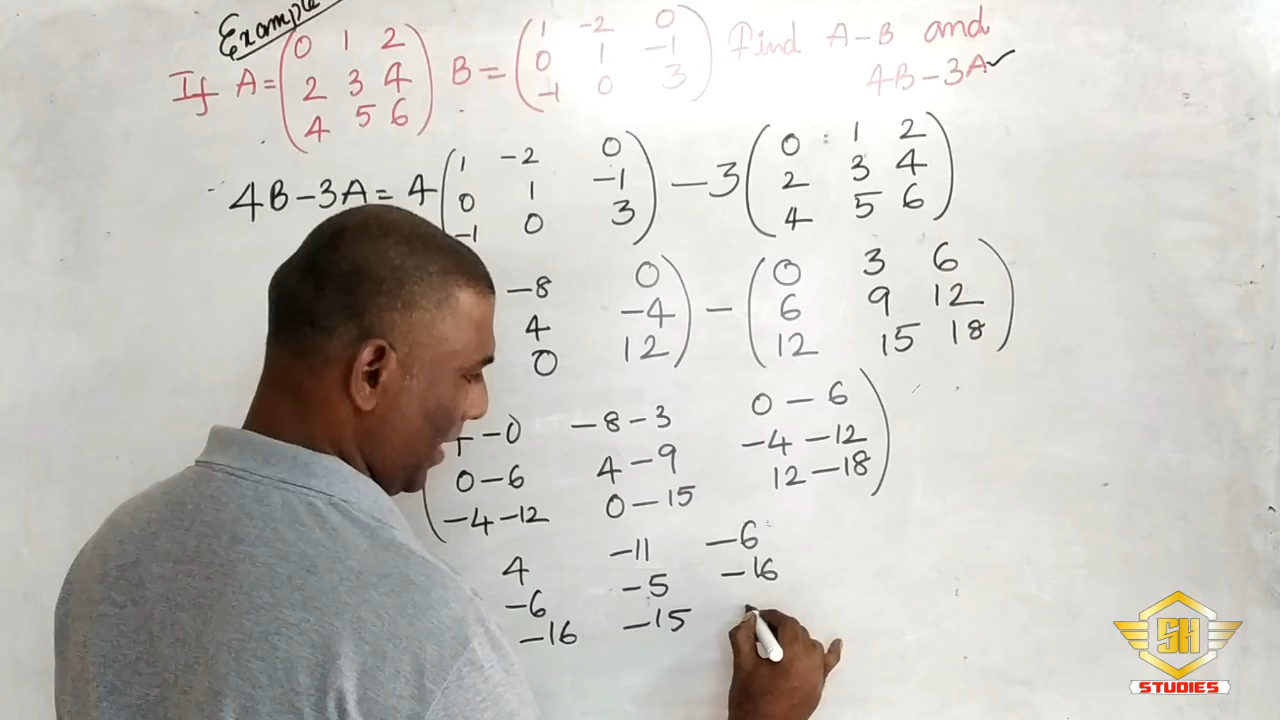 Example
If A = (0 1 2) B = (1 -2 0) Find A-B and
2 3 4 0 1 -1 4B-3A✓
4 5 6 -1 0 3
4B-3A = 4 (1 -2 0) -3 (0 1 2)
0 1 -1 2 3 4
-1 0 3 4 5 6
-8 0) - (0 3 6)
4 -4 6 9 12
0 12 12 15 18
-0 -8-3 0-6
0-6 4-9 -4-12
-4-12 0-15 12-18
4 -11 -6
-6 -5 -16
-16 -15
SH
STUDIES